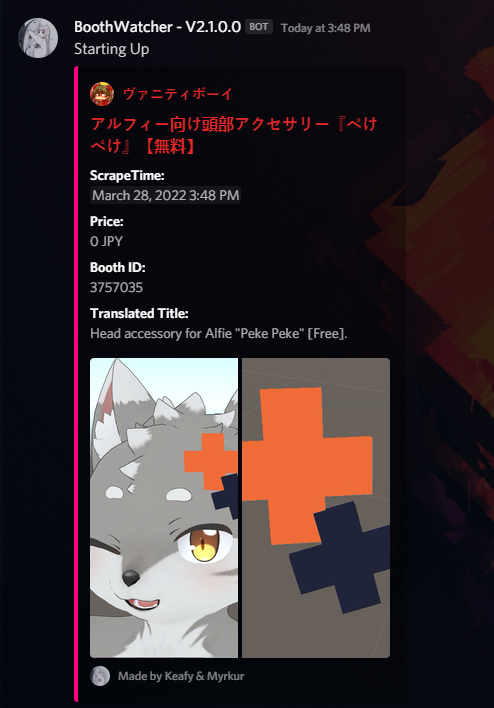 BoothWatcher - V2.1.0.0 BOT Today at 3:48 PM
Starting Up
ヴァニティボーイ
アルフィー向け頭部アクセサリー『ぺけ
ぺけ』【無料】
ScrapeTime:
March 28, 2022 3:48 PM
Price:
0 JPY
Booth ID:
3757035
Translated Title:
Head accessory for Alfie "Peke Peke" [Free].
Made by Keafy & Myrkur